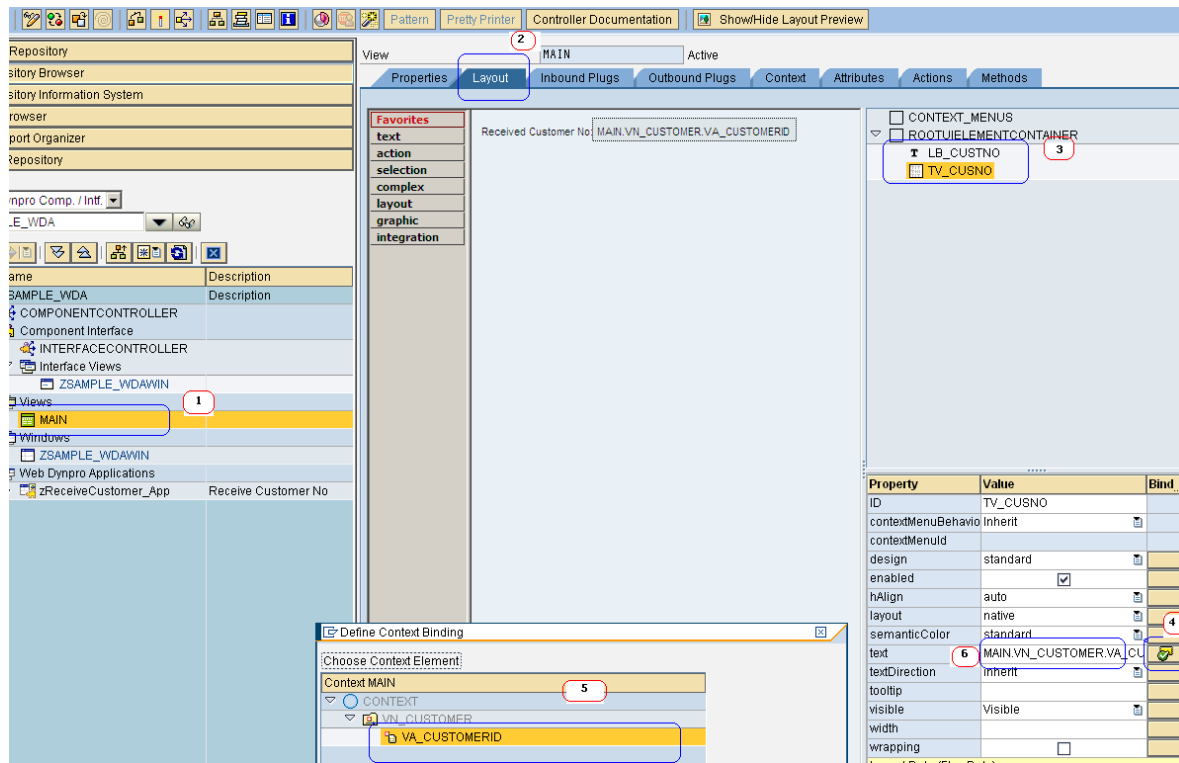 Pattern Pretty Printer Controller Documentation Show/Hide Layout Preview
Repository
sitory Browser
sitory Information System
rowser
port Organizer
Repository
ynpro Comp. / Intf.
LE_WDA
ame Description
SAMPLE_WDA Description
COMPONENTCONTROLLER
Component Interface
INTERFACECONTROLLER
Interface Views
ZSAMPLE_WDAWIN
Views
1
MAIN
Windows
ZSAMPLE_WDAWIN
Web Dynpro Applications
zReceiveCustomer_App Receive Customer No
2
View MAIN Active
Properties Layout Inbound Plugs Outbound Plugs Context Attributes Actions Methods
Favorites
text
action
selection
complex
layout
graphic
integration
Received Customer No: MAIN.VN_CUSTOMER.VA_CUSTOMERID
CONTEXT_MENUS
ROOTUIELEMENTCONTAINER
3
LB_CUSTNO
TV_CUSNO
Property Value Bind
ID TV_CUSNO
contextMenuBehavio Inherit
contextMenuId
design standard
enabled
hAlign auto
layout native
4
semanticColor standard
6
text MAIN.VN_CUSTOMER.VA_CU
textDirection Inherit
tooltip
visible Visible
width
wrapping
Define Context Binding
Choose Context Element
Context MAIN
5
CONTEXT
VN_CUSTOMER
VA_CUSTOMERID